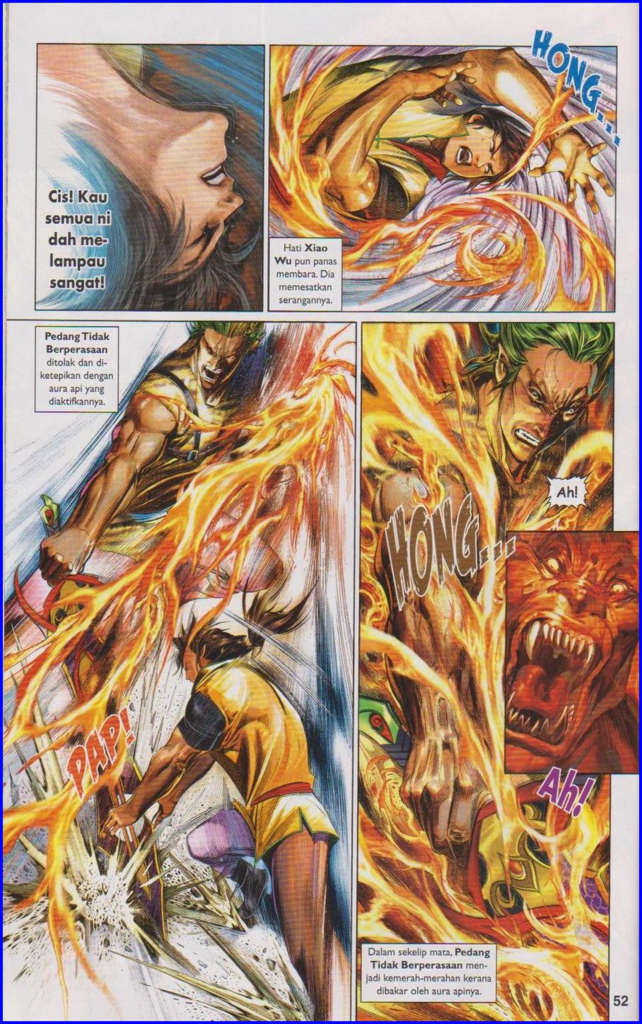 Cis! Kau
semua ni
dah me-
lampau
sangat!
HONG...
Hati Xiao
Wu pun panas
membara. Dia
memesatkan
serangannya.
Pedang Tidak
Berperasaan
ditolak dan di-
ketepikan dengan
aura api yang
diaktifkannya.
PAP!
Ah!
HONG...
Ah!
Dalam sekelip mata, Pedang
Tidak Berperasaan men-
jadi kemerah-merahan kerana
dibakar oleh aura apinya.
52